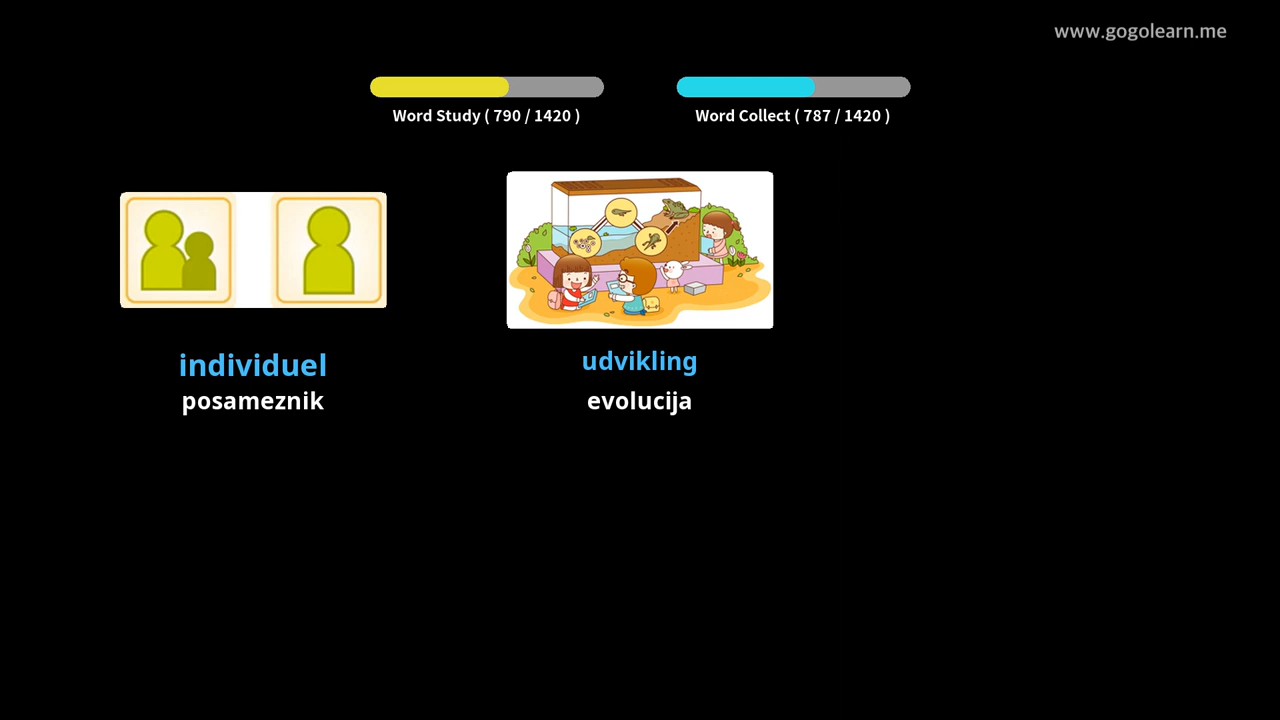 www.gogolearn.me
Word Study ( 790 / 1420 )
Word Collect ( 787 / 1420 )
individuel
posameznik
udvikling
evolucija